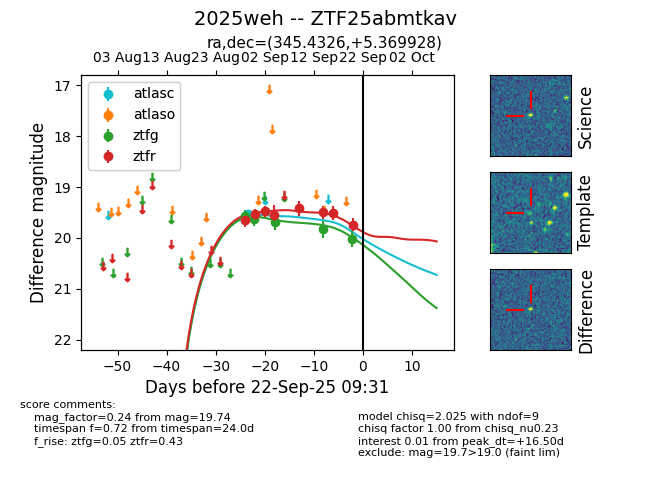 2025weh -- ZTF25abmtkav
ra,dec=(345.4326,+5.369928)
03 Aug 13 Aug 23 Aug 02 Sep 12 Sep 22 Sep 02 Oct
atlasc
atlaso
ztfg
ztfr
17
18
19
20
21
22
Difference magnitude
−50 −40 −30 −20 −10 0 10
Days before 22-Sep-25 09:31
Science
Template
Difference
score comments:
mag_factor=0.24 from mag=19.74
timespan f=0.72 from timespan=24.0d
f_rise: ztfg=0.05 ztfr=0.43
model chisq=2.025 with ndof=9
chisq factor 1.00 from chisq_nu0.23
interest 0.01 from peak_dt=+16.50d
exclude: mag=19.7>19.0 (faint lim)